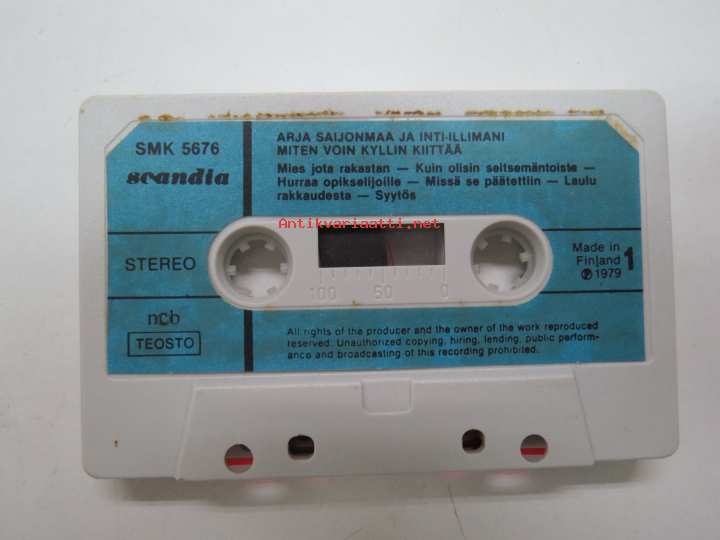 SMK 5676
scandia
ARJA SAIJONMAA JA INTI-ILLIMANI
MITEN VOIN KYLLIN KIITTÄÄ
Mies jota rakastan — Kuin olisin seitsemäntoista —
Hurraa opikselijoille — Missä se päätettiin — Laulu
rakkaudesta — Syytös
Antikvariaatti.net
STEREO
Made in
Finland
℗ 1979
1
100 50 0
ncb
TEOSTO
All rights of the producer and the owner of the work reproduced
reserved. Unauthorized copying, hiring, lending, public perform-
ance and broadcasting of this recording prohibited.